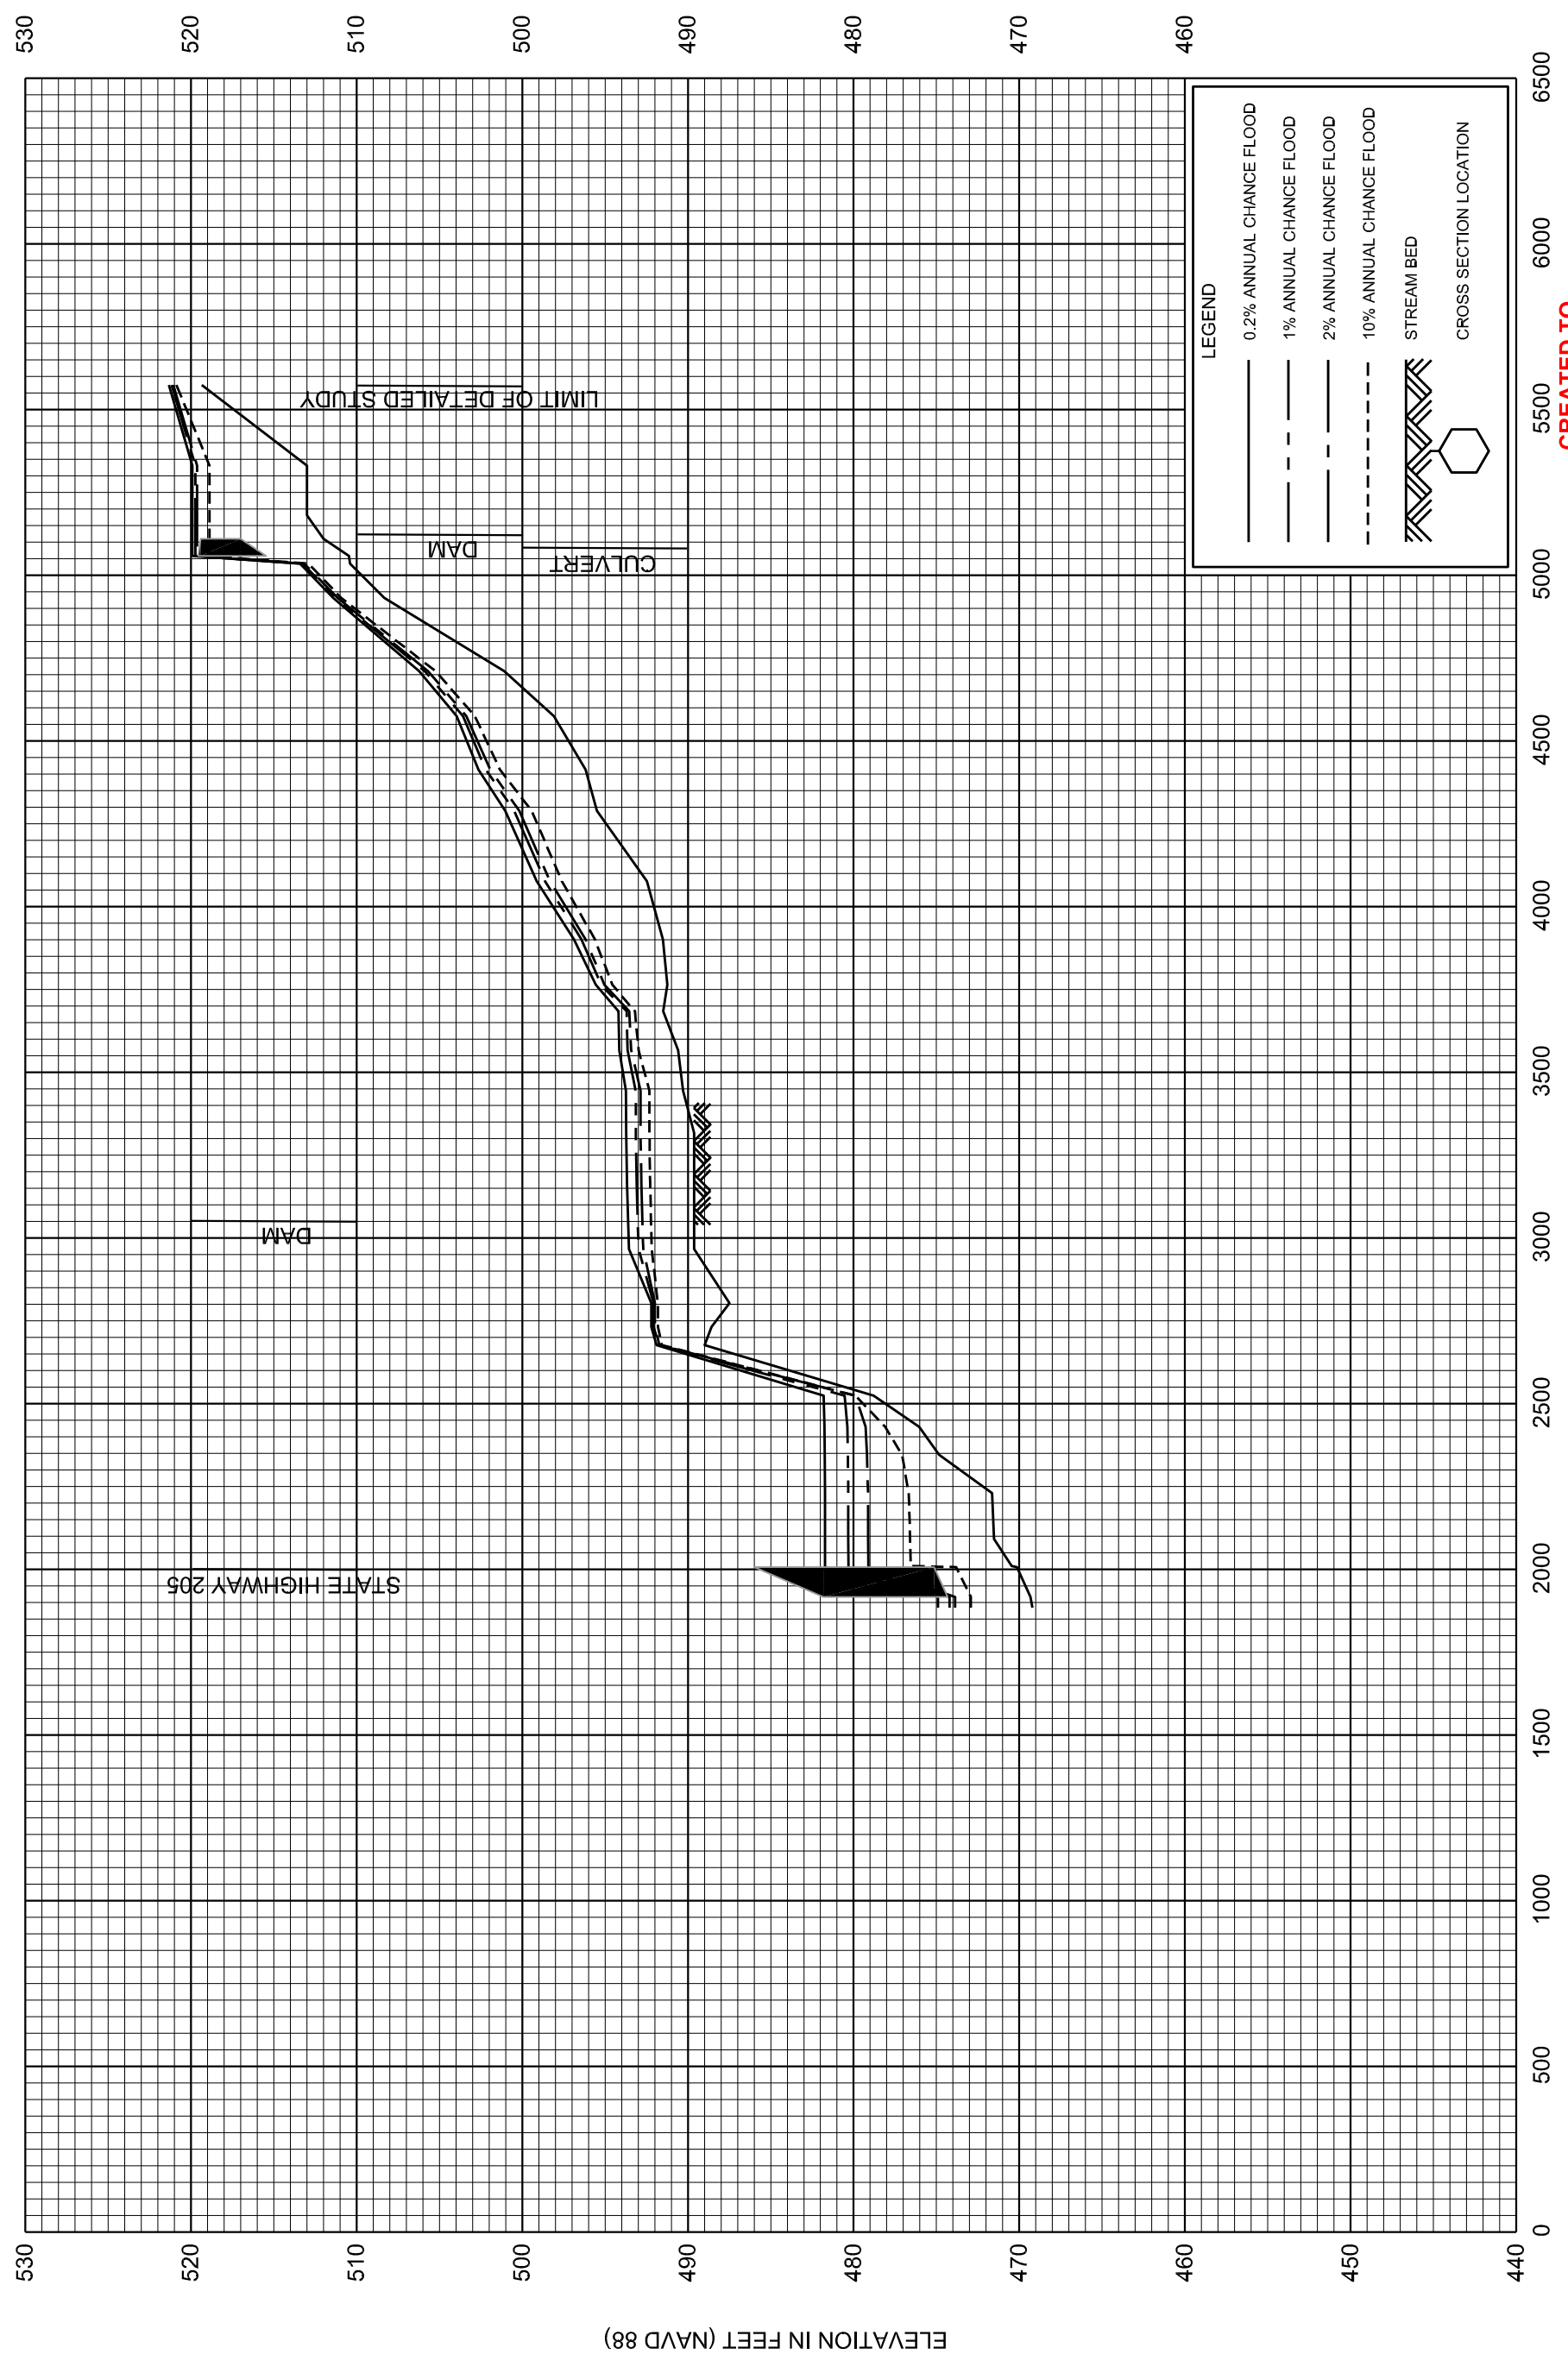 530
520
510
500
490
480
470
460
STATE HIGHWAY 205
DAM
DAM
CULVERT
LIMIT OF DETAILED STUDY
LEGEND
0.2% ANNUAL CHANCE FLOOD
1% ANNUAL CHANCE FLOOD
2% ANNUAL CHANCE FLOOD
10% ANNUAL CHANCE FLOOD
STREAM BED
CROSS SECTION LOCATION
530
520
510
500
490
480
470
460
450
440
ELEVATION IN FEET (NAVD 88)
0
500
1000
1500
2000
2500
3000
3500
4000
4500
5000
5500
6000
6500
CREATED TO